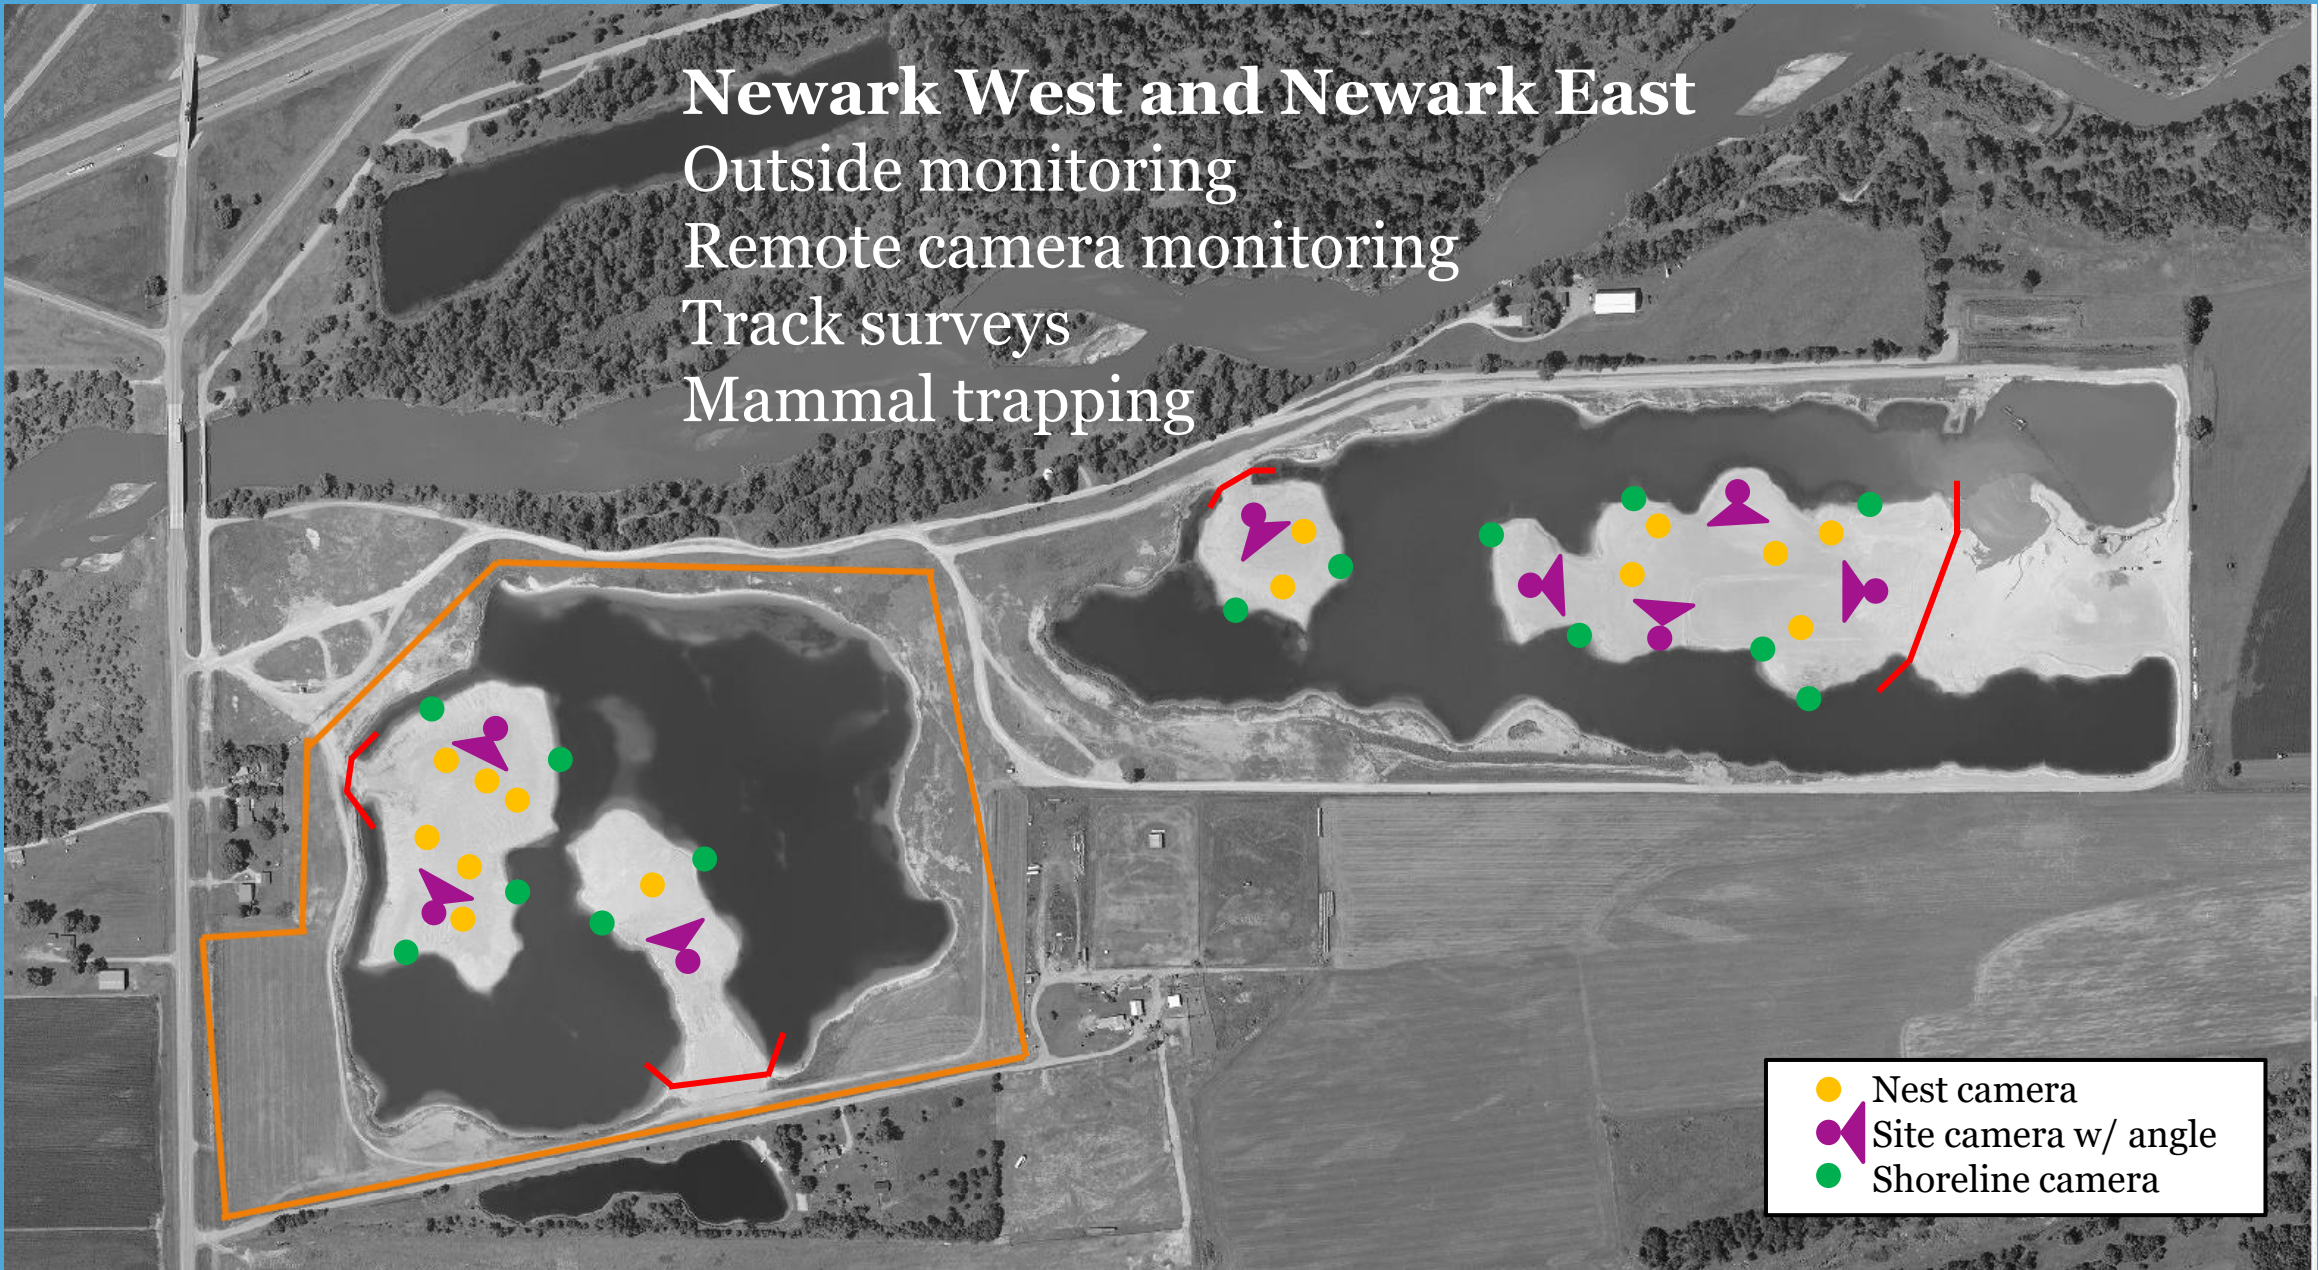 Newark West and Newark East
Outside monitoring
Remote camera monitoring
Track surveys
Mammal trapping
Nest camera
Site camera w/ angle
Shoreline camera